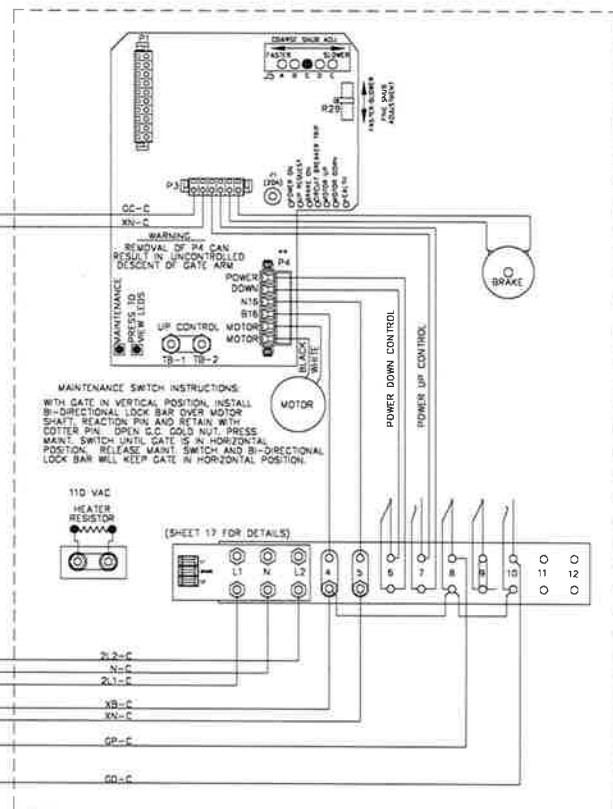 P1
COARSE SNUB ADJ.
FASTER SLOWER
J5 A B C D E
R29
FASTER-SLOWER
FINE SNUB
ADJUSTMENT
P3
(20A)
POWER ON
VIP REQUEST
BRAKE ON
CIRCUIT BREAKER TRIP
MOTOR UP
MOTOR DOWN
HEALTH
GC-C
XN-C
WARNING
REMOVAL OF P4 CAN
RESULT IN UNCONTROLLED
DESCENT OF GATE ARM
**
P4
POWER
DOWN
N16
B16
MOTOR
MOTOR
MAINTENANCE
PRESS TO
VIEW LEDS
UP CONTROL
TB-1 TB-2
BLACK
WHITE
MOTOR
BRAKE
POWER DOWN CONTROL
POWER UP CONTROL
MAINTENANCE SWITCH INSTRUCTIONS:
WITH GATE IN VERTICAL POSITION, INSTALL
BI-DIRECTIONAL LOCK BAR OVER MOTOR
SHAFT, REACTION PIN AND RETAIN WITH
COTTER PIN. OPEN G.C. GOLD NUT. PRESS
MAINT. SWITCH UNTIL GATE IS IN HORIZONTAL
POSITION. RELEASE MAINT. SWITCH AND BI-DIRECTIONAL
LOCK BAR WILL KEEP GATE IN HORIZONTAL POSITION.
110 VAC
HEATER
RESISTOR
(SHEET 17 FOR DETAILS)
L1 N L2 4 5 6 7 8 9 10 11 12
2L2-C
N-C
2L1-C
XB-C
XN-C
GP-C
GD-C